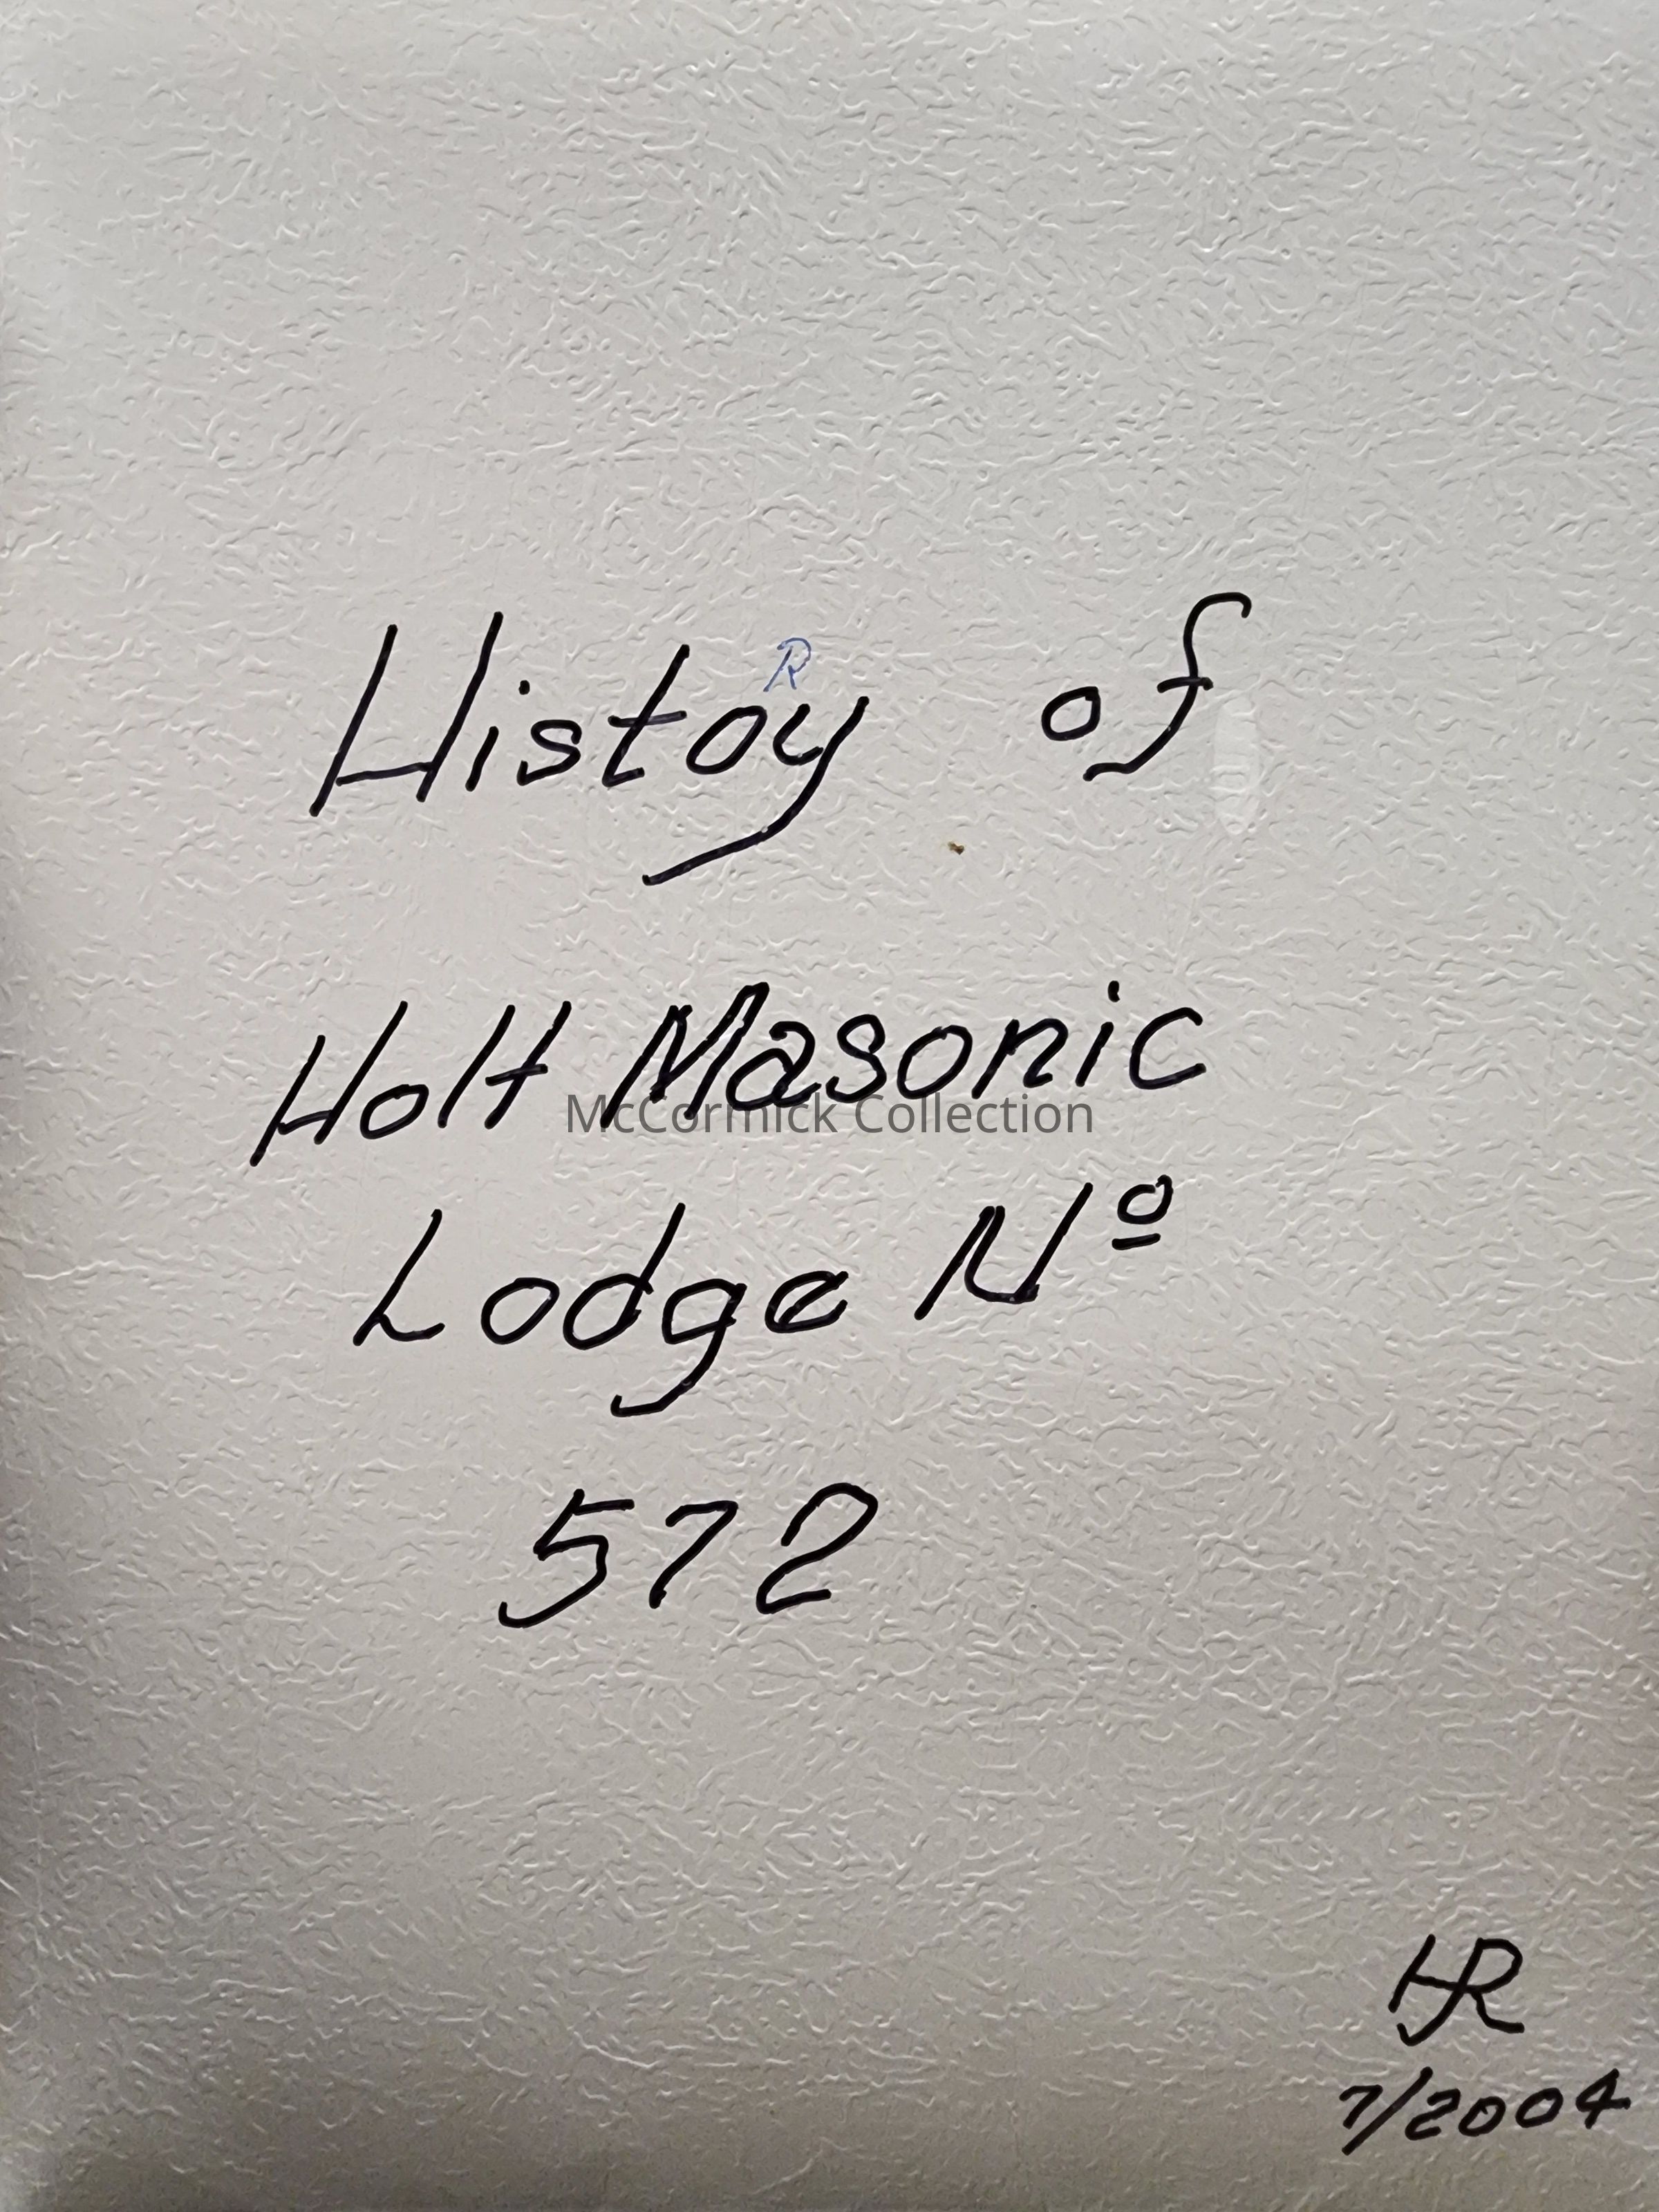 R
Histoy of
Holt Masonic
McCormick Collection
Lodge Nº
572
HR
7/2004